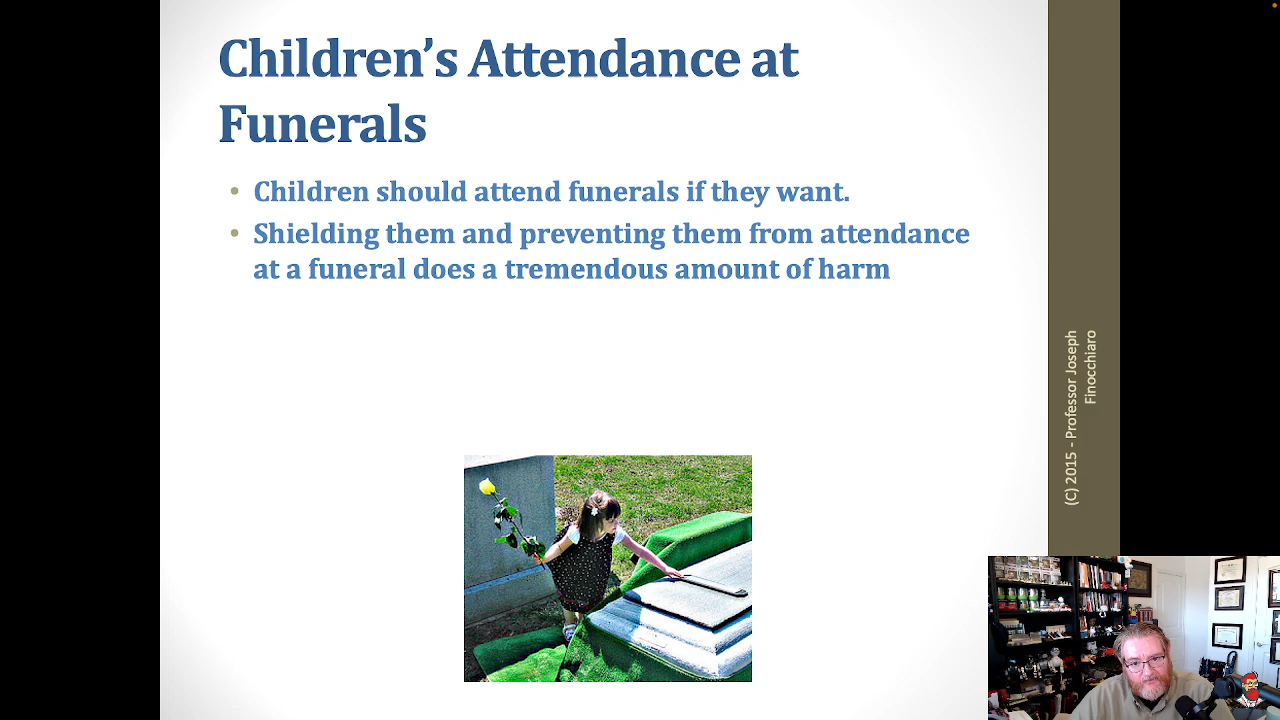 Children’s Attendance at
Funerals
• Children should attend funerals if they want.
• Shielding them and preventing them from attendance
at a funeral does a tremendous amount of harm
(C) 2015 - Professor Joseph
Finocchiaro